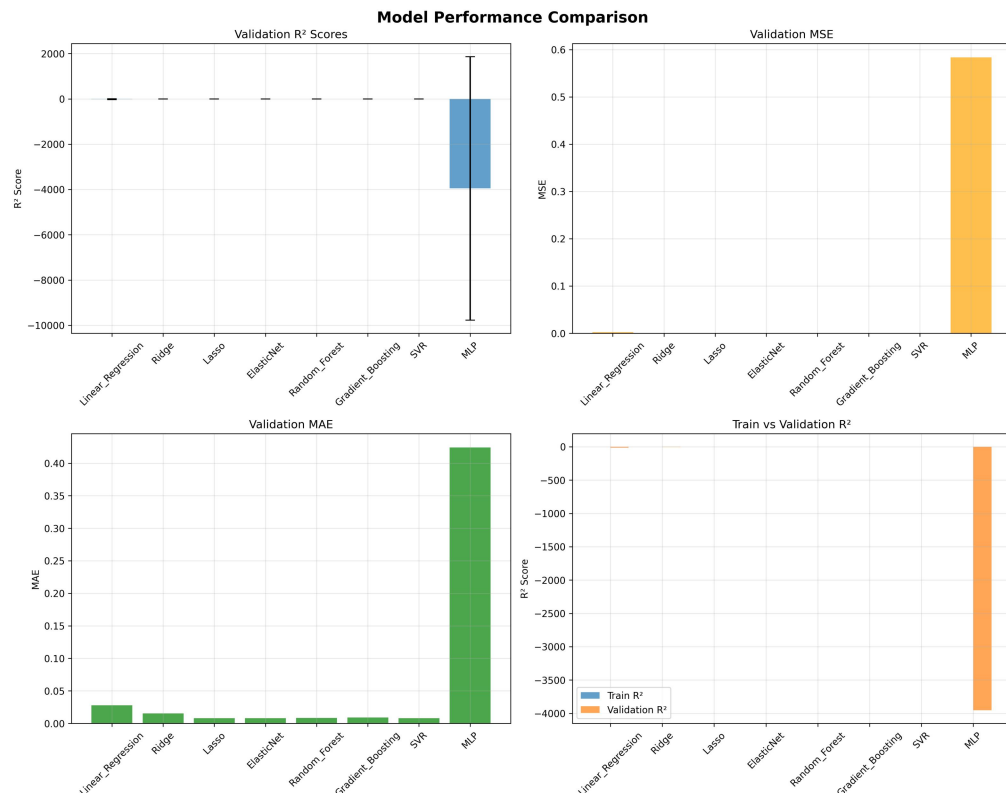 Model Performance Comparison
Validation R² Scores
2000
0
−2000
−4000
−6000
−8000
−10000
R² Score
Linear_Regression
Ridge
Lasso
ElasticNet
Random_Forest
Gradient_Boosting
SVR
MLP
Validation MSE
0.6
0.5
0.4
0.3
0.2
0.1
0.0
MSE
Linear_Regression
Ridge
Lasso
ElasticNet
Random_Forest
Gradient_Boosting
SVR
MLP
Validation MAE
0.40
0.35
0.30
0.25
0.20
0.15
0.10
0.05
0.00
MAE
Linear_Regression
Ridge
Lasso
ElasticNet
Random_Forest
Gradient_Boosting
SVR
MLP
Train vs Validation R²
0
−500
−1000
−1500
−2000
−2500
−3000
−3500
−4000
R² Score
Train R²
Validation R²
Linear_Regression
Ridge
Lasso
ElasticNet
Random_Forest
Gradient_Boosting
SVR
MLP